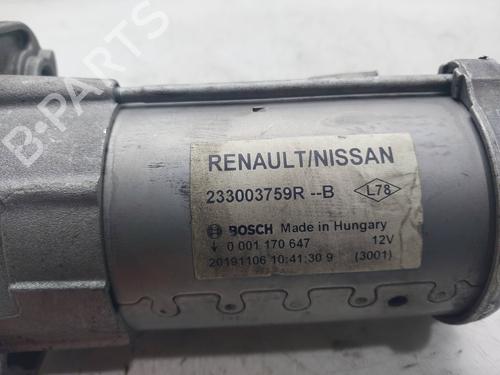 B-PARTS
RENAULT/NISSAN
233003759R --B L78
BOSCH Made in Hungary
0 001 170 647 12V
20191106 10:41:30 9 (3001)